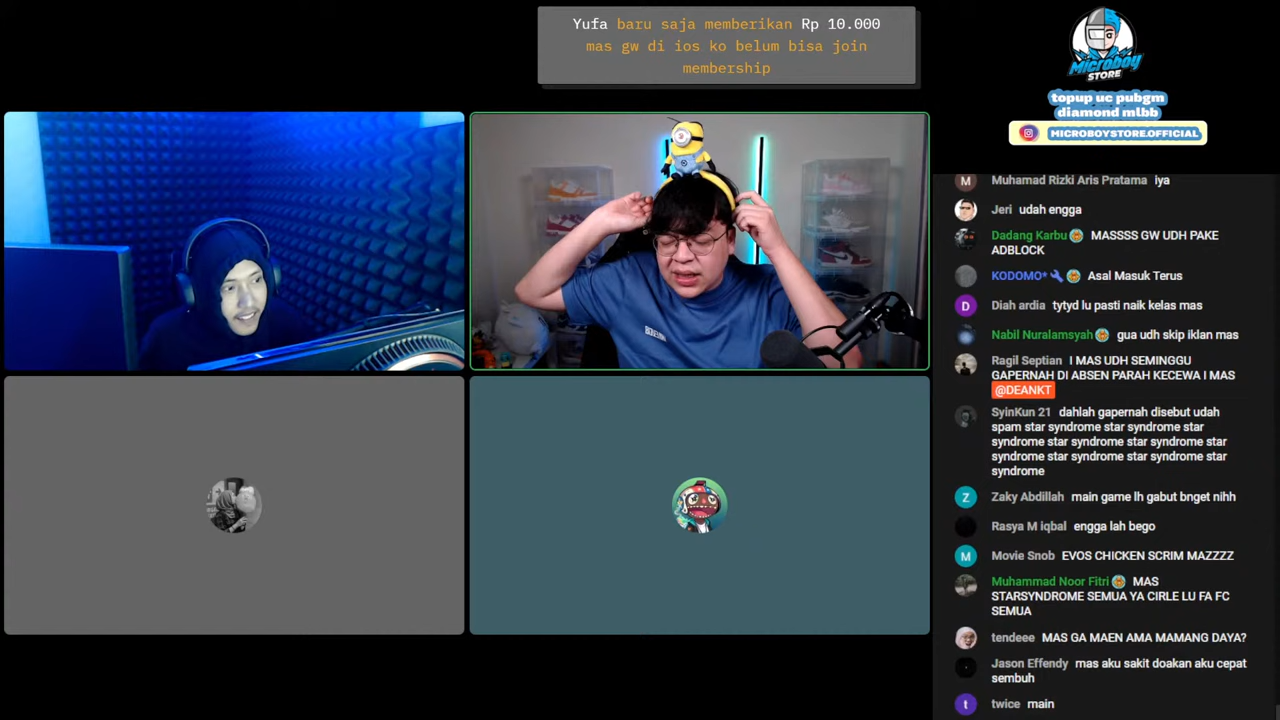 Yufa baru saja memberikan Rp 10.000
mas gw di ios ko belum bisa join
membership
Microboy
STORE
topup uc pubgm
diamond mlbb
MICROBOYSTORE.OFFICIAL
M Muhamad Rizki Aris Pratama iya
Jeri udah engga
Dadang Karbu MASSSS GW UDH PAKE
ADBLOCK
KODOMO* Asal Masuk Terus
D Diah ardia tytyd lu pasti naik kelas mas
Nabil Nuralamsyah gua udh skip iklan mas
Ragil Septian I MAS UDH SEMINGGU
GAPERNAH DI ABSEN PARAH KECEWA I MAS
@DEANKT
SyinKun 21 dahlah gapernah disebut udah
spam star syndrome star syndrome star
syndrome star syndrome star syndrome star
syndrome star syndrome star syndrome star
syndrome
Z Zaky Abdillah main game lh gabut bnget nihh
Rasya M iqbal engga lah bego
M Movie Snob EVOS CHICKEN SCRIM MAZZZZ
Muhammad Noor Fitri MAS
STARSYNDROME SEMUA YA CIRLE LU FA FC
SEMUA
tendeee MAS GA MAEN AMA MAMANG DAYA?
Jason Effendy mas aku sakit doakan aku cepat
sembuh
t twice main